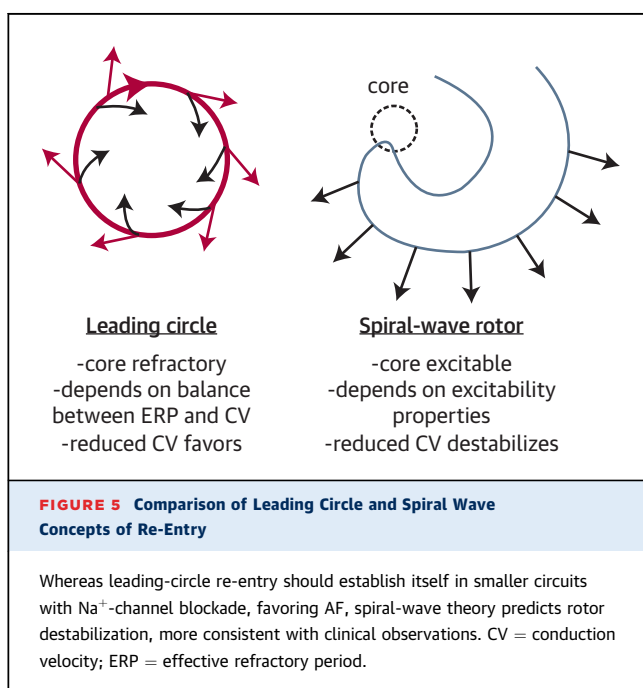 core
Leading circle
-core refractory
-depends on balance
between ERP and CV
-reduced CV favors
Spiral-wave rotor
-core excitable
-depends on excitability
properties
-reduced CV destabilizes
FIGURE 5 Comparison of Leading Circle and Spiral Wave
Concepts of Re-Entry
Whereas leading-circle re-entry should establish itself in smaller circuits
with Na⁺-channel blockade, favoring AF, spiral-wave theory predicts rotor
destabilization, more consistent with clinical observations. CV = conduction
velocity; ERP = effective refractory period.